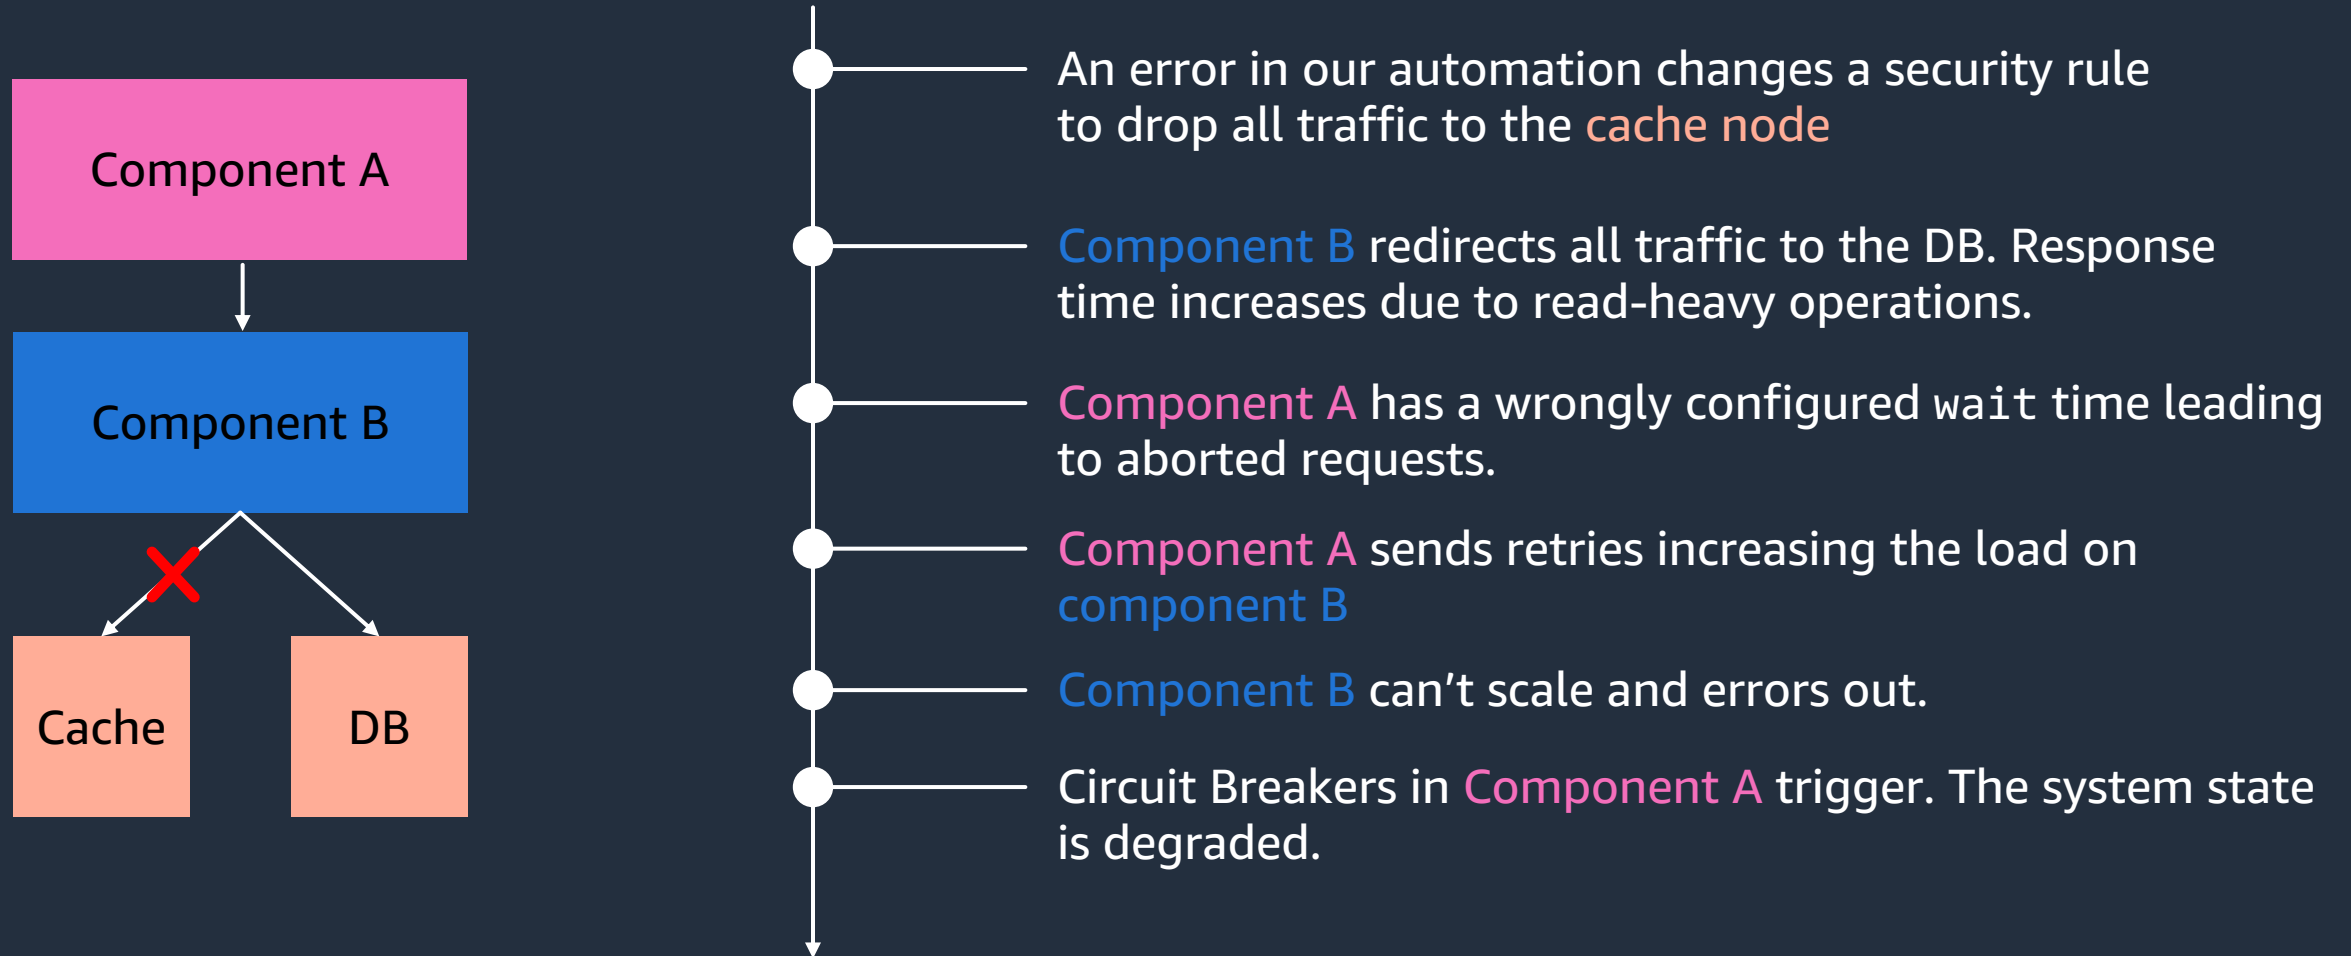 Component A
Component B
Cache
DB
An error in our automation changes a security rule
to drop all traffic to the cache node
Component B redirects all traffic to the DB. Response
time increases due to read-heavy operations.
Component A has a wrongly configured wait time leading
to aborted requests.
Component A sends retries increasing the load on
component B
Component B can’t scale and errors out.
Circuit Breakers in Component A trigger. The system state
is degraded.